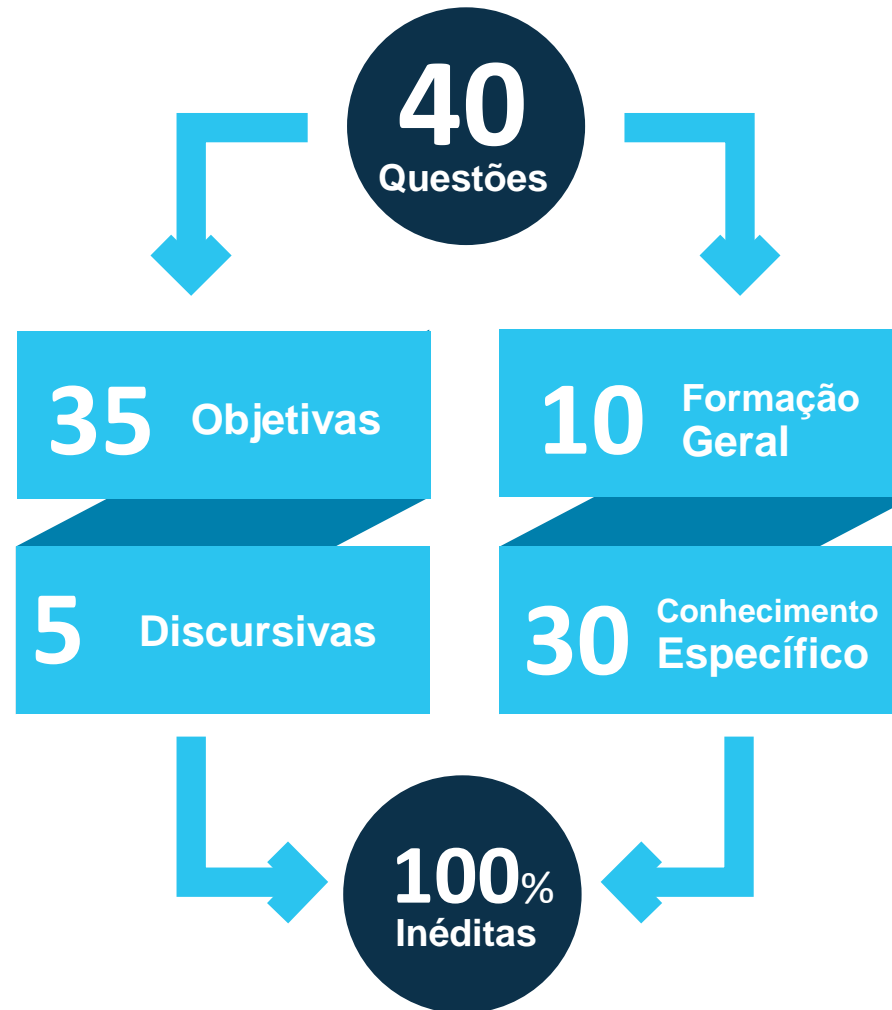 40
Questões
35 Objetivas
5 Discursivas
10 Formação
Geral
30 Conhecimento
Específico
100%
Inéditas